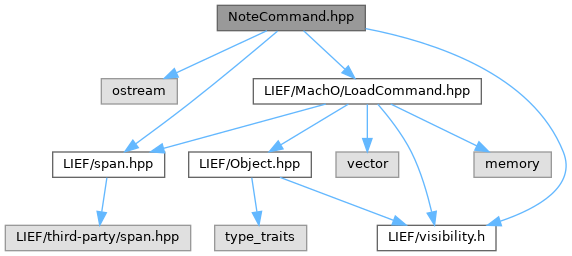 NoteCommand.hpp
ostream
LIEF/MachO/LoadCommand.hpp
LIEF/span.hpp
LIEF/Object.hpp
vector
memory
LIEF/third-party/span.hpp
type_traits
LIEF/visibility.h